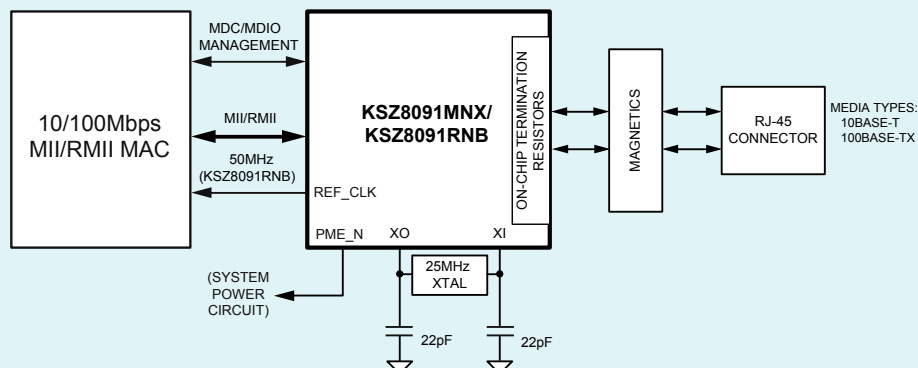 MDC/MDIO
MANAGEMENT
10/100Mbps
MII/RMII MAC
MII/RMII
50MHz
(KSZ8091RNB)
KSZ8091MNX/
KSZ8091RNB
REF_CLK
PME_N
XO
XI
ON-CHIP TERMINATION
RESISTORS
MAGNETICS
RJ-45
CONNECTOR
MEDIA TYPES:
10BASE-T
100BASE-TX
(SYSTEM
POWER
CIRCUIT)
25MHz
XTAL
22pF
22pF